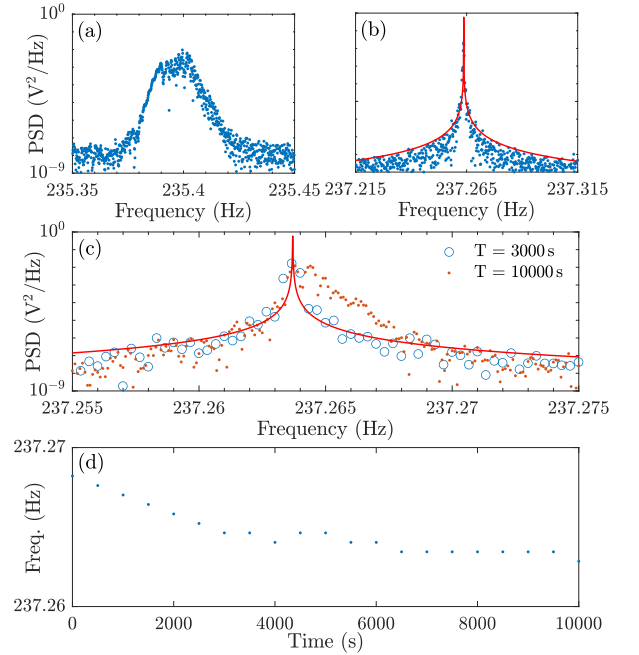 (a)
(b)
10^0
10^-9
PSD (V^2/Hz)
235.35 235.4 235.45
237.215 237.265 237.315
Frequency (Hz)
Frequency (Hz)
(c)
10^0
10^-9
PSD (V^2/Hz)
T = 3000 s
T = 10000 s
237.255 237.26 237.265 237.27 237.275
Frequency (Hz)
(d)
237.27
237.26
Freq. (Hz)
0 2000 4000 6000 8000 10000
Time (s)